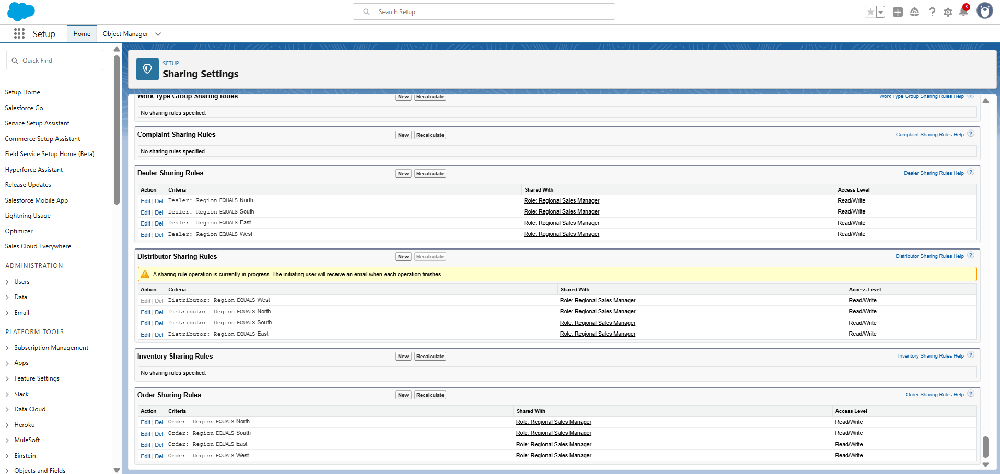 Search Setup
3
Setup
Home
Object Manager
Quick Find
Setup Home
Salesforce Go
Service Setup Assistant
Commerce Setup Assistant
Field Service Setup Home (Beta)
Hyperforce Assistant
Release Updates
Salesforce Mobile App
Lightning Usage
Optimizer
Sales Cloud Everywhere
ADMINISTRATION
Users
Data
Email
PLATFORM TOOLS
Subscription Management
Apps
Feature Settings
Slack
Data Cloud
Heroku
MuleSoft
Einstein
Objects and Fields
SETUP
Sharing Settings
Work Type Group Sharing Rules New Recalculate Work Type Group Sharing Rules Help ?
No sharing rules specified.
Complaint Sharing Rules New Recalculate Complaint Sharing Rules Help ?
No sharing rules specified.
Dealer Sharing Rules New Recalculate Dealer Sharing Rules Help ?
Action Criteria Shared With Access Level
Edit | Del Dealer: Region EQUALS North Role: Regional Sales Manager Read/Write
Edit | Del Dealer: Region EQUALS South Role: Regional Sales Manager Read/Write
Edit | Del Dealer: Region EQUALS East Role: Regional Sales Manager Read/Write
Edit | Del Dealer: Region EQUALS West Role: Regional Sales Manager Read/Write
Distributor Sharing Rules New Recalculate Distributor Sharing Rules Help ?
A sharing rule operation is currently in progress. The initiating user will receive an email when each operation finishes.
Action Criteria Shared With Access Level
Edit | Del Distributor: Region EQUALS West Role: Regional Sales Manager Read/Write
Edit | Del Distributor: Region EQUALS North Role: Regional Sales Manager Read/Write
Edit | Del Distributor: Region EQUALS South Role: Regional Sales Manager Read/Write
Edit | Del Distributor: Region EQUALS East Role: Regional Sales Manager Read/Write
Inventory Sharing Rules New Recalculate Inventory Sharing Rules Help ?
No sharing rules specified.
Order Sharing Rules New Recalculate Order Sharing Rules Help ?
Action Criteria Shared With Access Level
Edit | Del Order: Region EQUALS North Role: Regional Sales Manager Read/Write
Edit | Del Order: Region EQUALS South Role: Regional Sales Manager Read/Write
Edit | Del Order: Region EQUALS East Role: Regional Sales Manager Read/Write
Edit | Del Order: Region EQUALS West Role: Regional Sales Manager Read/Write